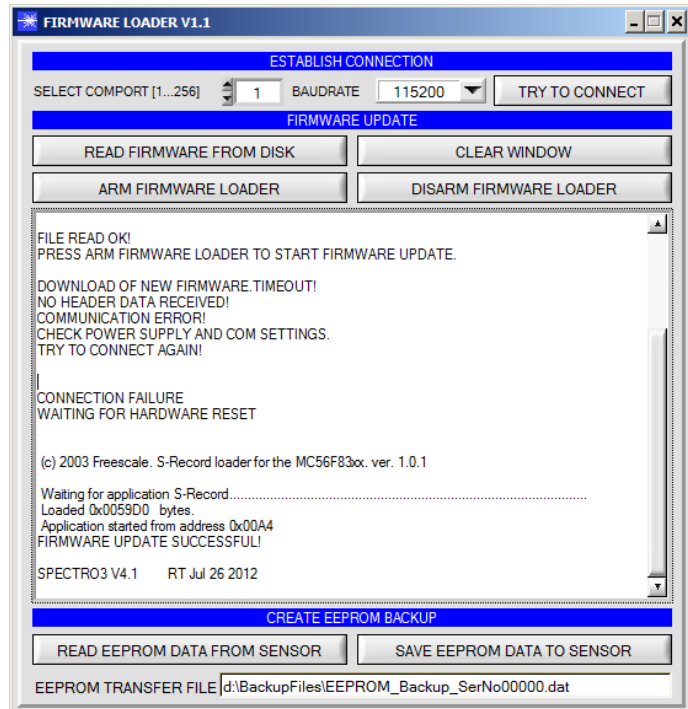 FIRMWARE LOADER V1.1
ESTABLISH CONNECTION
SELECT COMPORT [1...256] 1 BAUDRATE 115200 TRY TO CONNECT
FIRMWARE UPDATE
READ FIRMWARE FROM DISK CLEAR WINDOW
ARM FIRMWARE LOADER DISARM FIRMWARE LOADER
FILE READ OK!
PRESS ARM FIRMWARE LOADER TO START FIRMWARE UPDATE.
DOWNLOAD OF NEW FIRMWARE.TIMEOUT!
NO HEADER DATA RECEIVED!
COMMUNICATION ERROR!
CHECK POWER SUPPLY AND COM SETTINGS.
TRY TO CONNECT AGAIN!
CONNECTION FAILURE
WAITING FOR HARDWARE RESET
(c) 2003 Freescale. S-Record loader for the MC56F83xx. ver. 1.0.1
Waiting for application S-Record.................................................................................................
Loaded 0x0059D0 bytes.
Application started from address 0x00A4
FIRMWARE UPDATE SUCCESSFUL!
SPECTRO3 V4.1 RT Jul 26 2012
CREATE EEPROM BACKUP
READ EEPROM DATA FROM SENSOR SAVE EEPROM DATA TO SENSOR
EEPROM TRANSFER FILE d:\BackupFiles\EEPROM_Backup_SerNo00000.dat